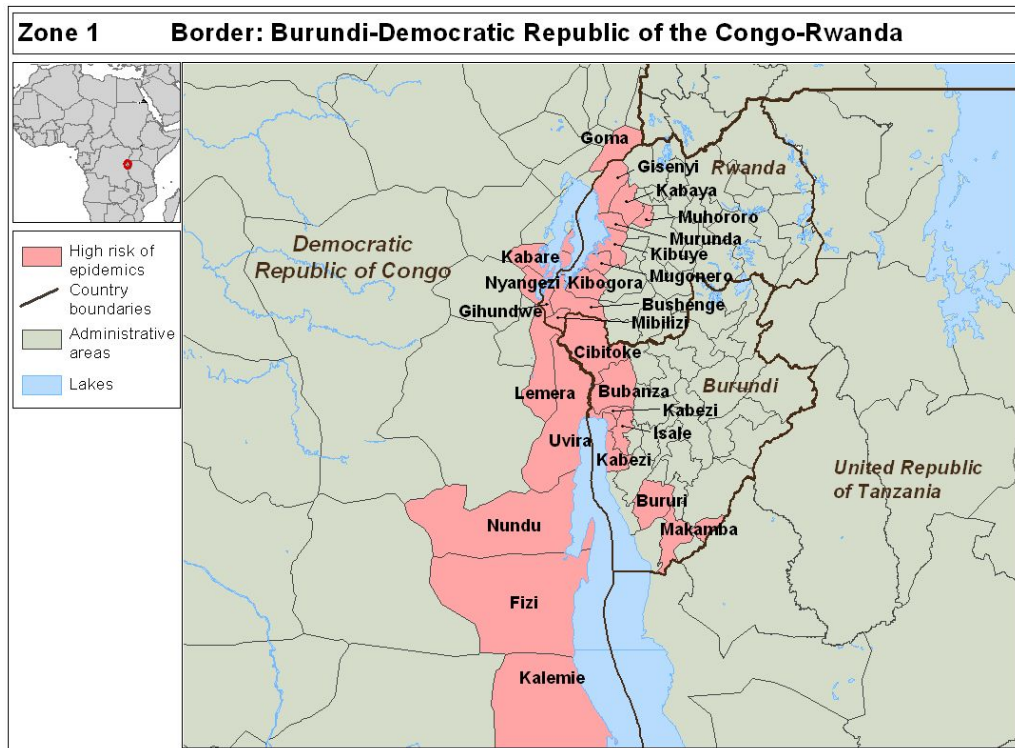 Zone 1 Border: Burundi-Democratic Republic of the Congo-Rwanda
High risk of
epidemics
Country
boundaries
Administrative
areas
Lakes
Goma
Gisenyi
Rwanda
Kabaya
Muhororo
Murunda
Democratic
Republic of Congo
Kabare
Kibuye
Nyangezi
Kibogora
Mugonero
Gihundwe
Bushenge
Mibilizi
Cibitoke
Lemera
Bubanza
Burundi
Kabezi
Isale
Uvira
Kabezi
United Republic
of Tanzania
Bururi
Nundu
Makamba
Fizi
Kalemie